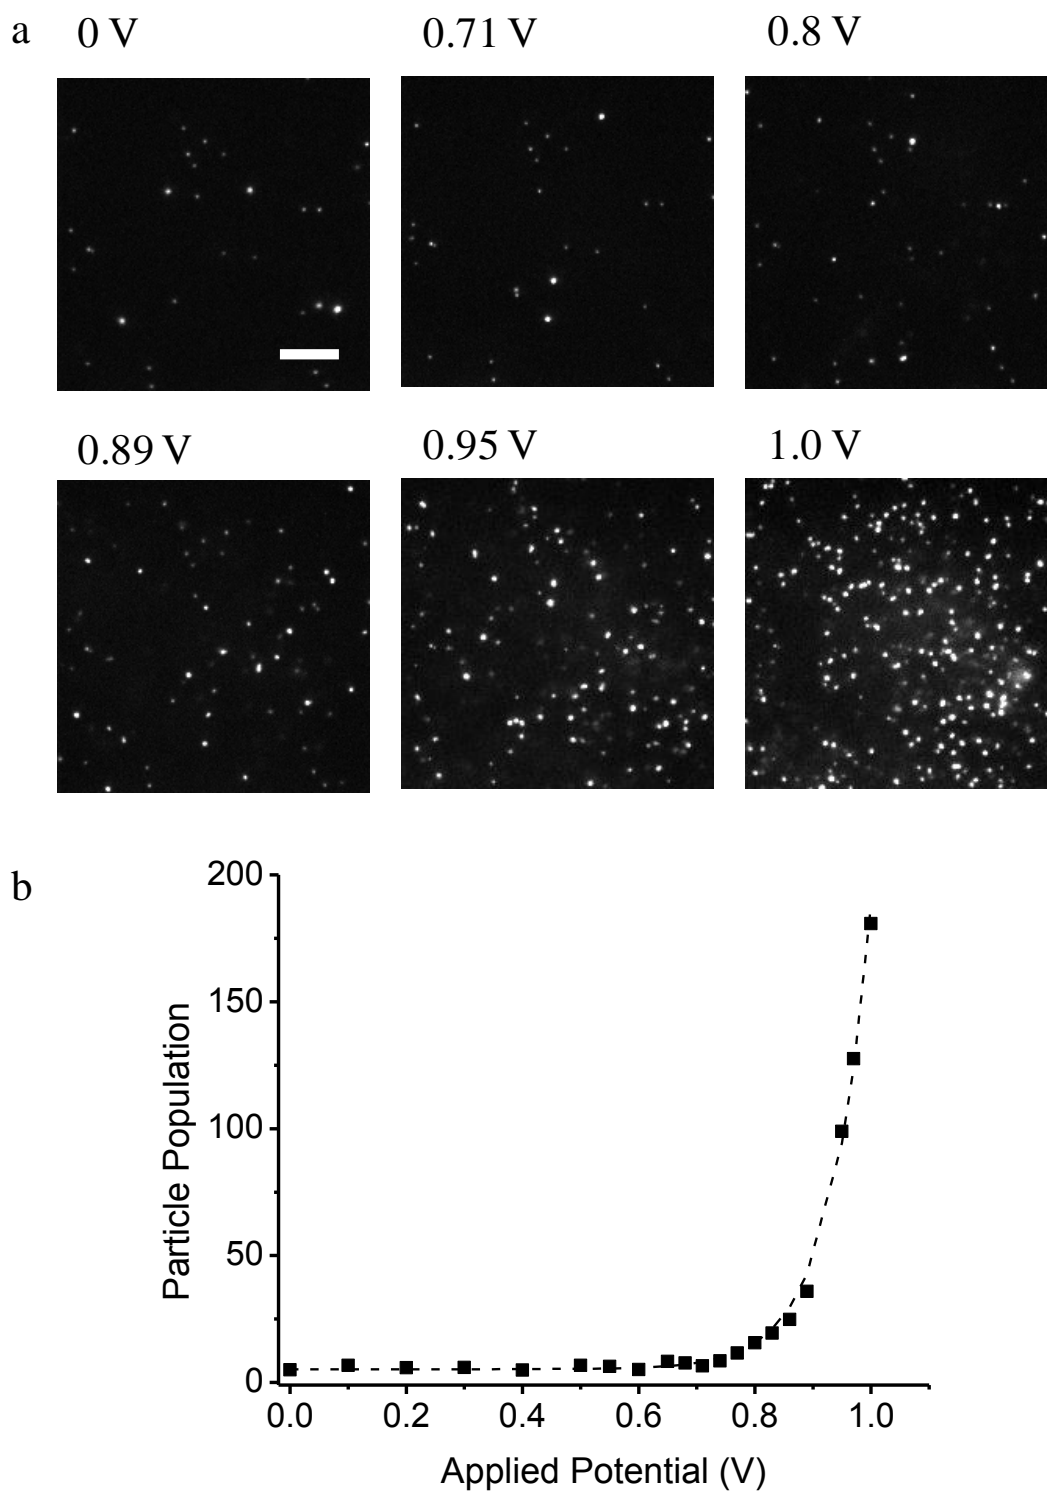 a
0 V
0.71 V
0.8 V
0.89 V
0.95 V
1.0 V
b
200
150
100
50
0
Particle Population
0.0 0.2 0.4 0.6 0.8 1.0
Applied Potential (V)